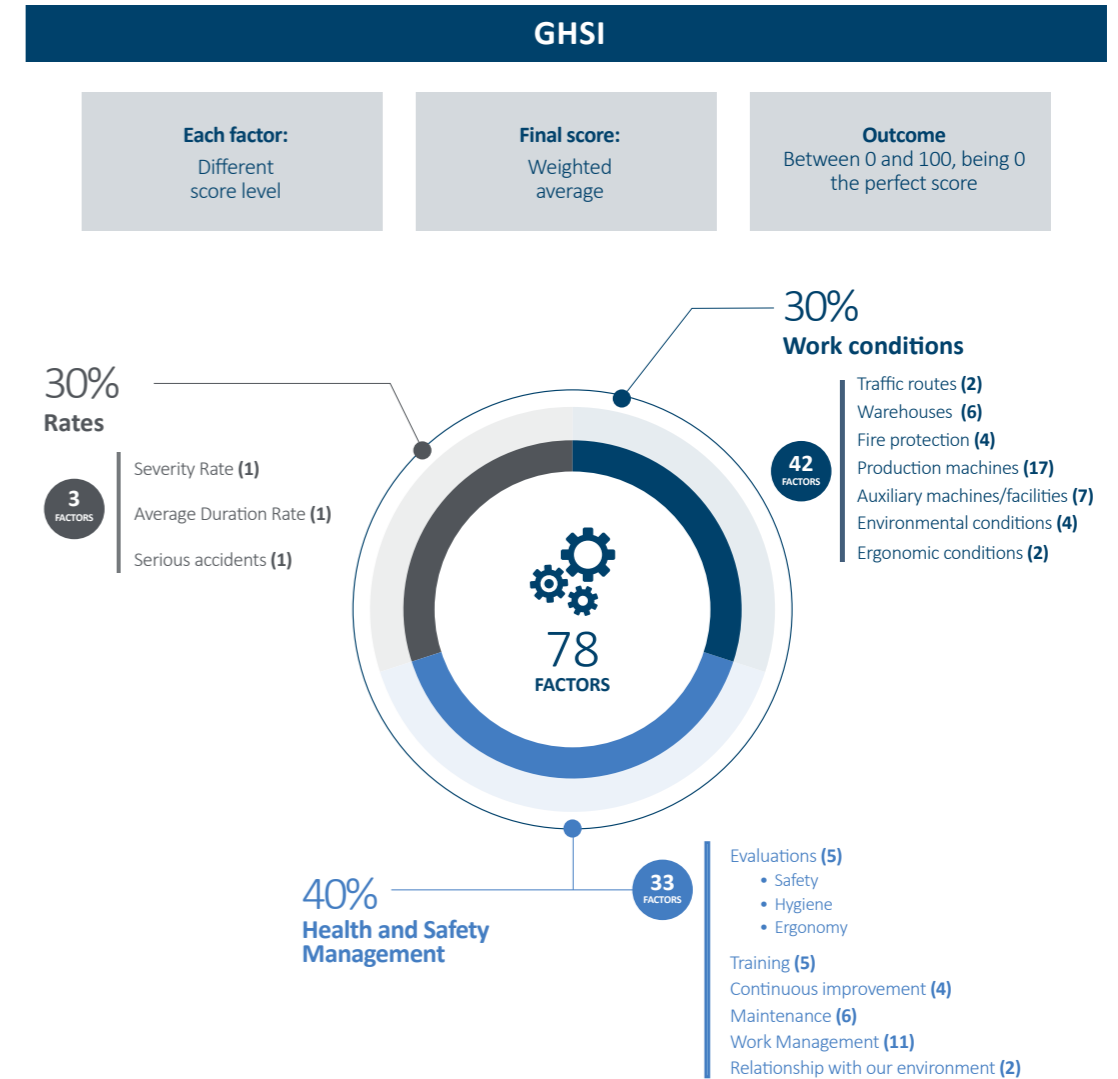 GHSI
Each factor:
Different
score level
Final score:
Weighted
average
Outcome
Between 0 and 100, being 0
the perfect score
30%
Work conditions
42
FACTORS
Traffic routes (2)
Warehouses (6)
Fire protection (4)
Production machines (17)
Auxiliary machines/facilities (7)
Environmental conditions (4)
Ergonomic conditions (2)
30%
Rates
3
FACTORS
Severity Rate (1)
Average Duration Rate (1)
Serious accidents (1)
78
FACTORS
40%
Health and Safety
Management
33
FACTORS
Evaluations (5)
• Safety
• Hygiene
• Ergonomy
Training (5)
Continuous improvement (4)
Maintenance (6)
Work Management (11)
Relationship with our environment (2)